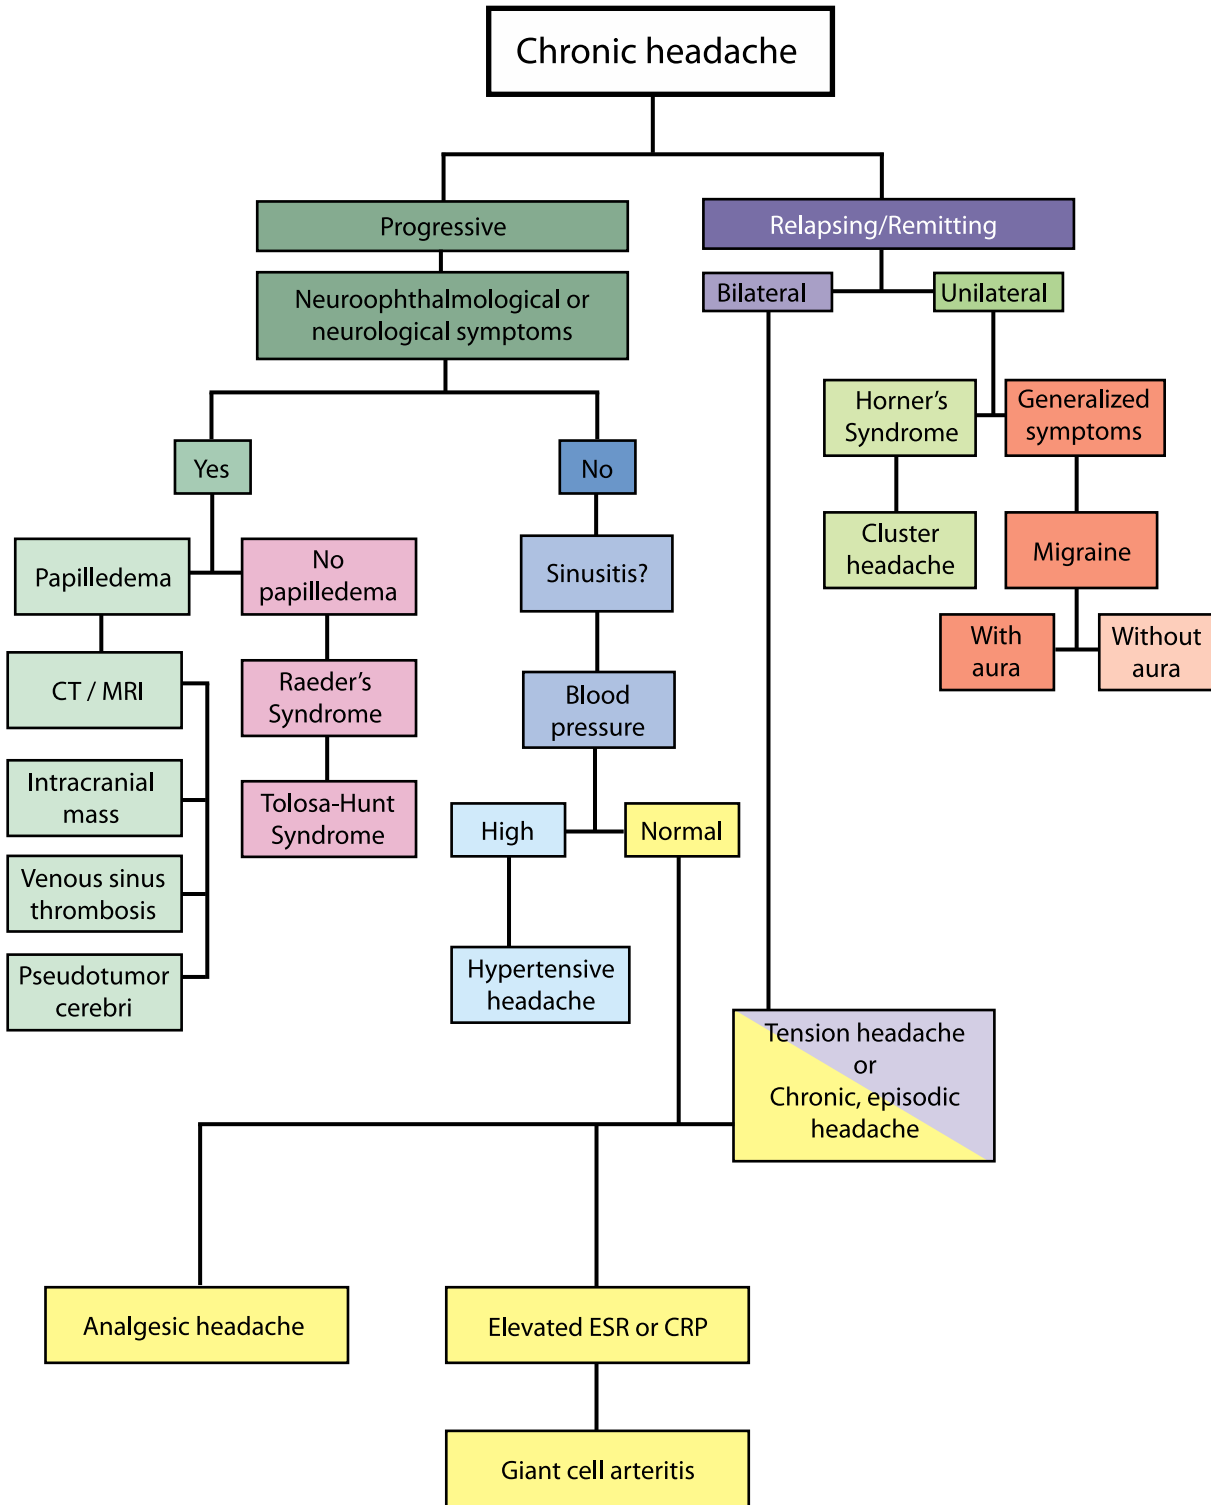 Chronic headache
Progressive
Relapsing/Remitting
Neuroophthalmological or
neurological symptoms
Bilateral
Unilateral
Horner's
Syndrome
Generalized
symptoms
Yes
No
Cluster
headache
Migraine
Papilledema
No
papilledema
Sinusitis?
With
aura
Without
aura
CT / MRI
Raeder's
Syndrome
Blood
pressure
Intracranial
mass
Tolosa-Hunt
Syndrome
High
Normal
Venous sinus
thrombosis
Pseudotumor
cerebri
Hypertensive
headache
Tension headache
or
Chronic, episodic
headache
Analgesic headache
Elevated ESR or CRP
Giant cell arteritis